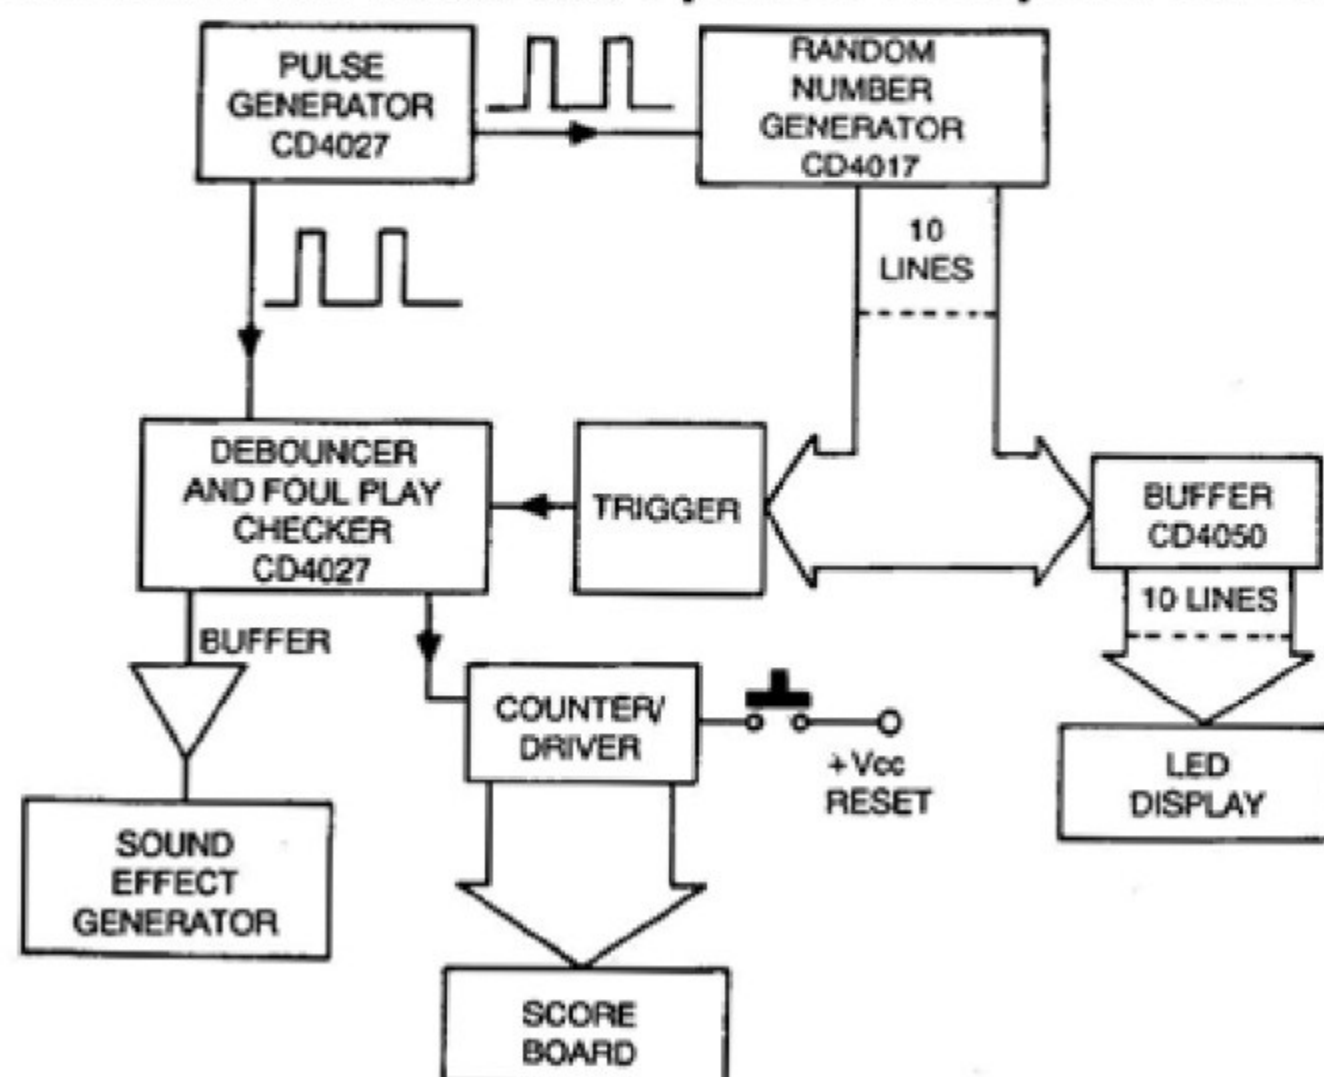 PULSE
GENERATOR
CD4027
RANDOM
NUMBER
GENERATOR
CD4017
10
LINES
DEBOUNCER
AND FOUL PLAY
CHECKER
CD4027
TRIGGER
BUFFER
CD4050
10 LINES
BUFFER
COUNTER/
DRIVER
+Vcc
RESET
LED
DISPLAY
SOUND
EFFECT
GENERATOR
SCORE
BOARD